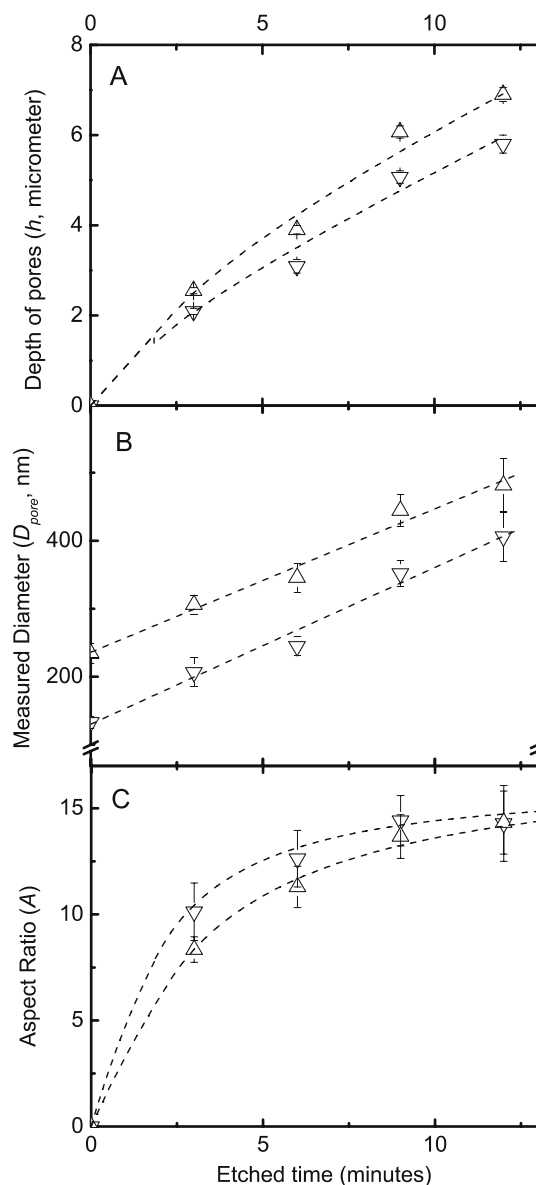 0 5 10
8
A
6
4
2
0
Depth of pores (h, micrometer)
B
400
200
Measured Diameter (Dpore, nm)
C
15
10
5
0
Aspect Ratio (A)
0 5 10
Etched time (minutes)